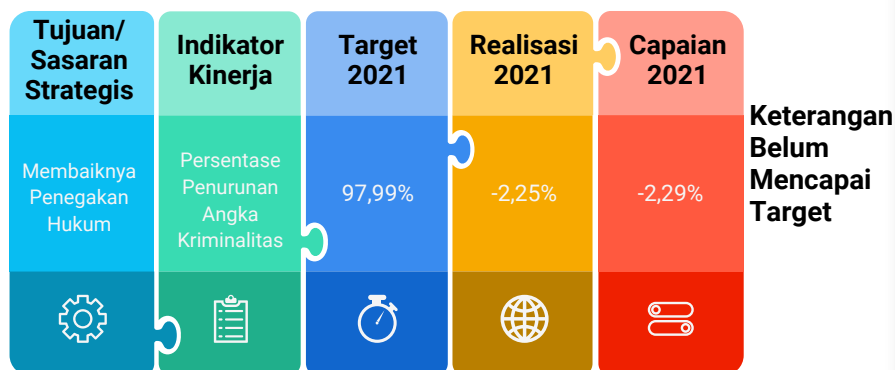 Tujuan/
Sasaran
Strategis
Indikator
Kinerja
Target
2021
Realisasi
2021
Capaian
2021
Membaiknya
Penegakan
Hukum
Persentase
Penurunan
Angka
Kriminalitas
97,99%
-2,25%
-2,29%
Keterangan
Belum
Mencapai
Target